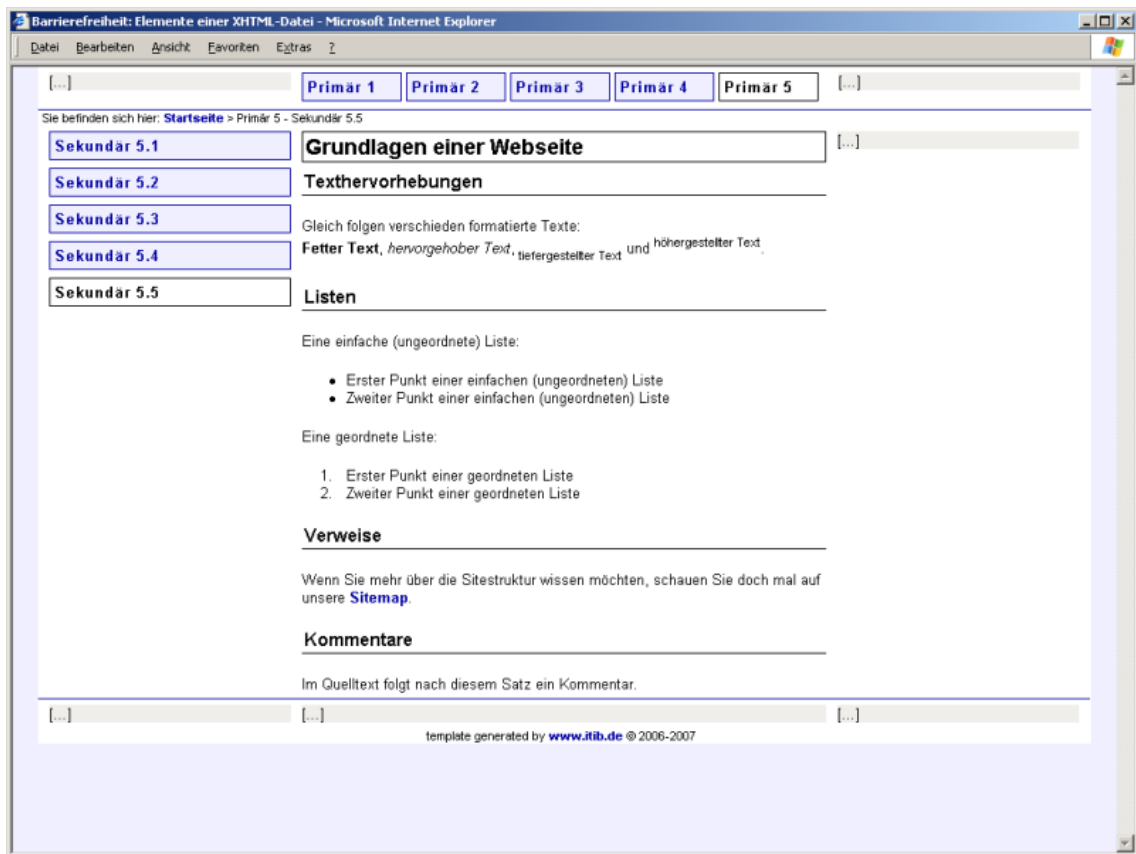 Barrierefreiheit: Elemente einer XHTML-Datei - Microsoft Internet Explorer
Datei Bearbeiten Ansicht Favoriten Extras ?
[...] Primär 1 Primär 2 Primär 3 Primär 4 Primär 5 [...]
Sie befinden sich hier: Startseite > Primär 5 - Sekundär 5.5
Sekundär 5.1
Sekundär 5.2
Sekundär 5.3
Sekundär 5.4
Sekundär 5.5
Grundlagen einer Webseite
Texthervorhebungen
Gleich folgen verschieden formatierte Texte:
Fetter Text, hervorgehober Text, tiefergestellter Text und höhergestellter Text.
Listen
Eine einfache (ungeordnete) Liste:
• Erster Punkt einer einfachen (ungeordneten) Liste
• Zweiter Punkt einer einfachen (ungeordneten) Liste
Eine geordnete Liste:
1. Erster Punkt einer geordneten Liste
2. Zweiter Punkt einer geordneten Liste
Verweise
Wenn Sie mehr über die Sitestruktur wissen möchten, schauen Sie doch mal auf
unsere Sitemap.
Kommentare
Im Quelltext folgt nach diesem Satz ein Kommentar.
[...]
[...] [...] [...]
template generated by www.itib.de © 2006-2007